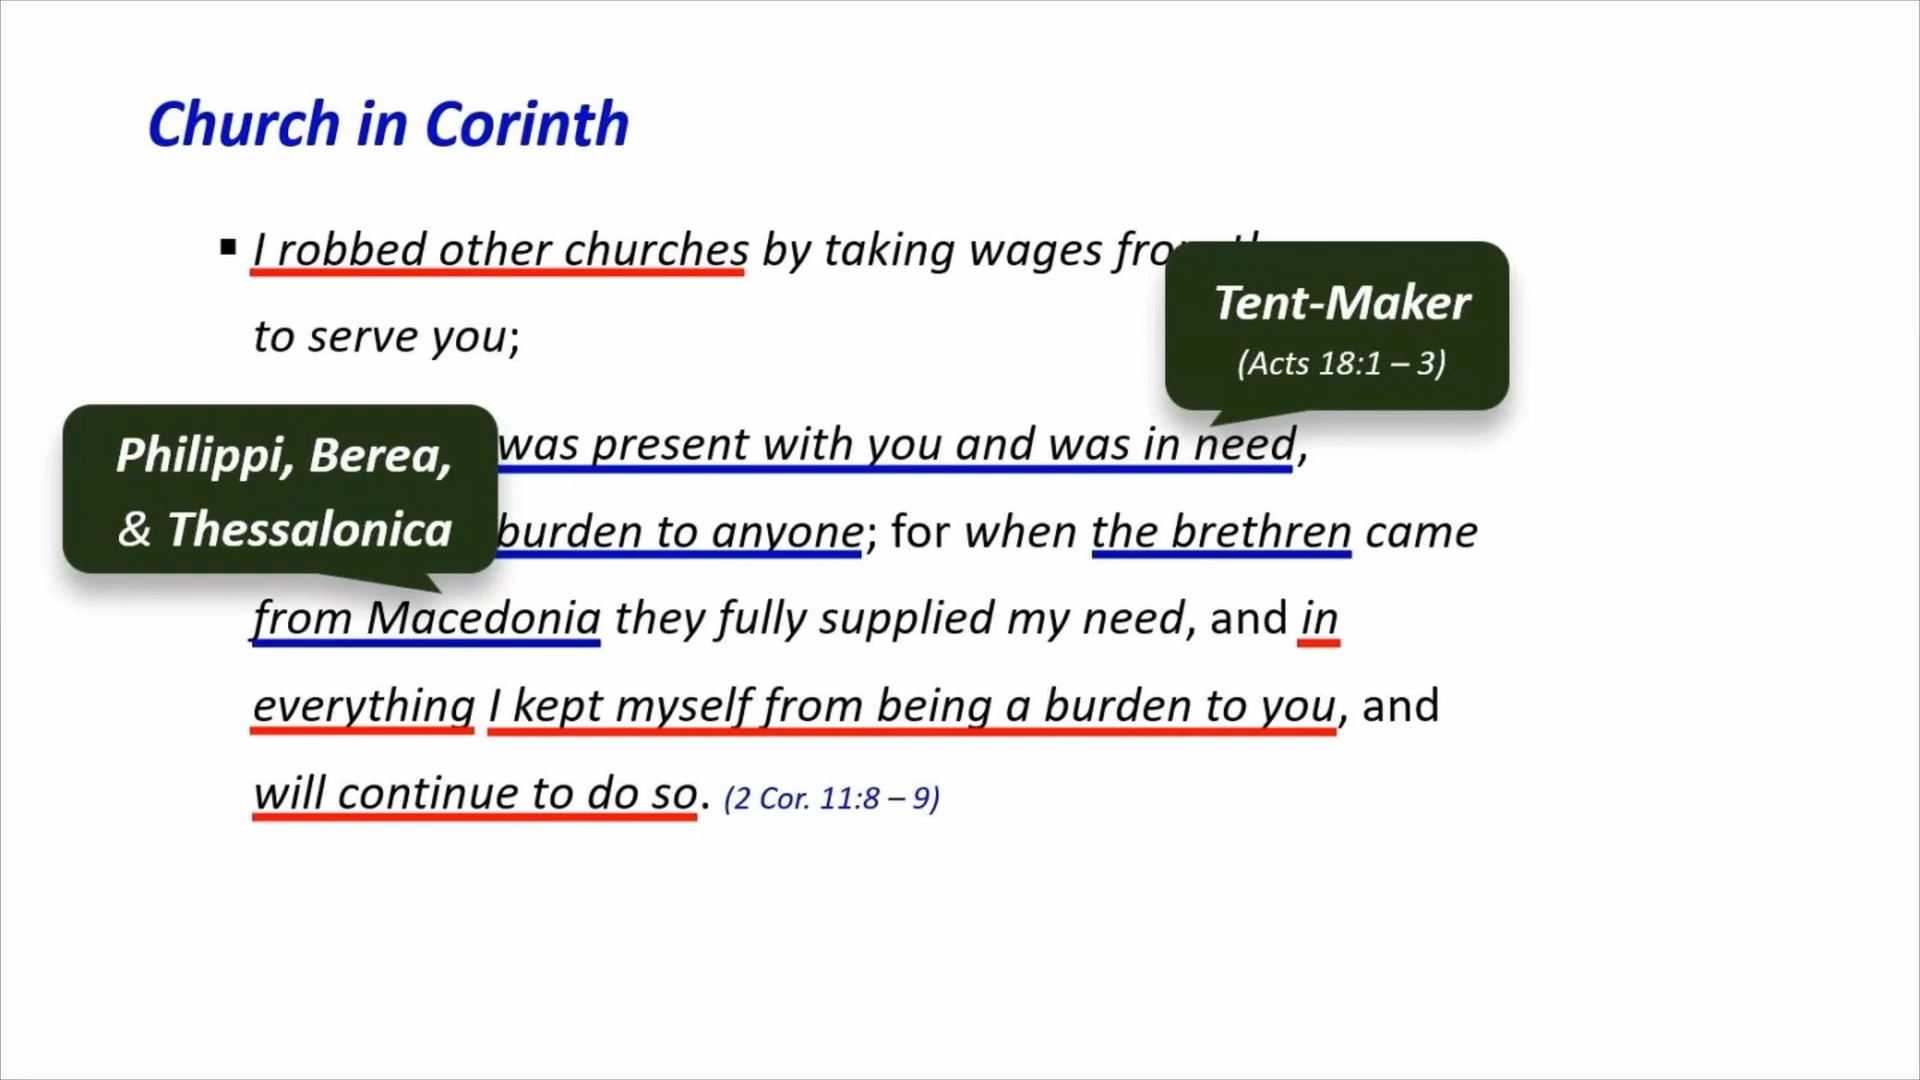 Church in Corinth
▪ I robbed other churches by taking wages
to serve you;
Tent-Maker
(Acts 18:1 – 3)
was present with you and was in need,
Philippi, Berea,
& Thessalonica
burden to anyone; for when the brethren came
from Macedonia they fully supplied my need, and in
everything I kept myself from being a burden to you, and
will continue to do so. (2 Cor. 11:8 – 9)